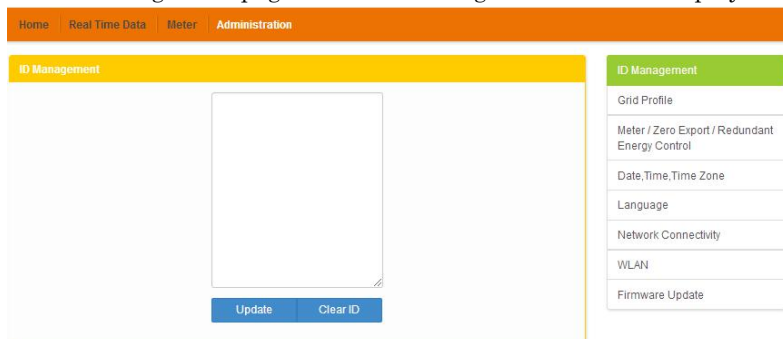 Home Real Time Data Meter Administration
ID Management
Update Clear ID
ID Management
Grid Profile
Meter / Zero Export / Redundant
Energy Control
Date,Time,Time Zone
Language
Network Connectivity
WLAN
Firmware Update